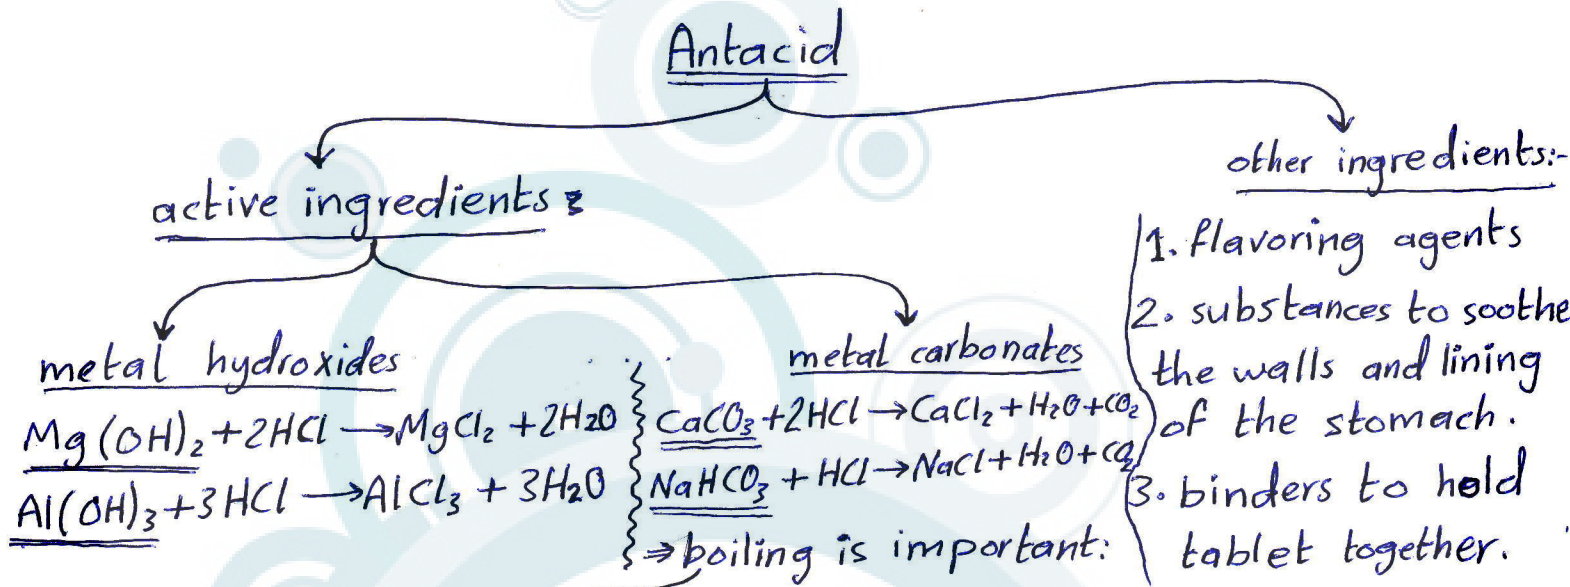 Antacid
active ingredients :
metal hydroxides
Mg(OH)₂ + 2HCl → MgCl₂ + 2H₂O
Al(OH)₃ + 3HCl → AlCl₃ + 3H₂O
metal carbonates
CaCO₃ + 2HCl → CaCl₂ + H₂O + CO₂
NaHCO₃ + HCl → NaCl + H₂O + CO₂
⇒ boiling is important:
other ingredients:-
1. flavoring agents
2. substances to soothe
the walls and lining
of the stomach.
3. binders to hold
tablet together.